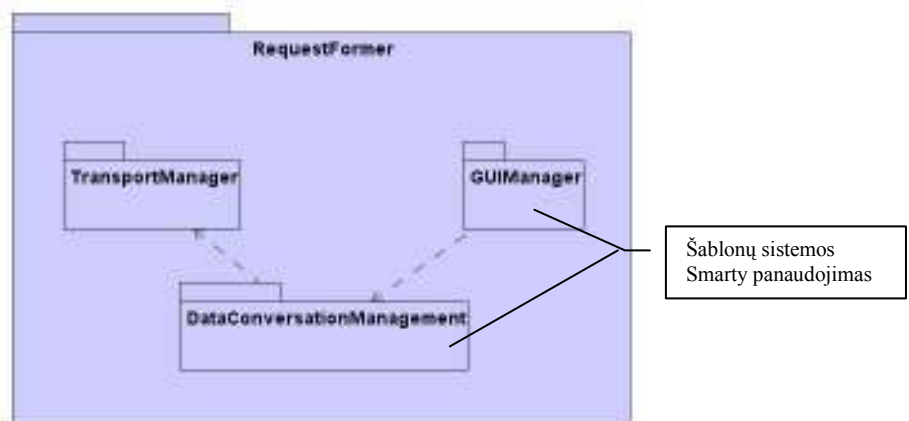 RequestFormer
TransportManager
GUIManager
Šablonų sistemos
Smarty panaudojimas
DataConversationManagement